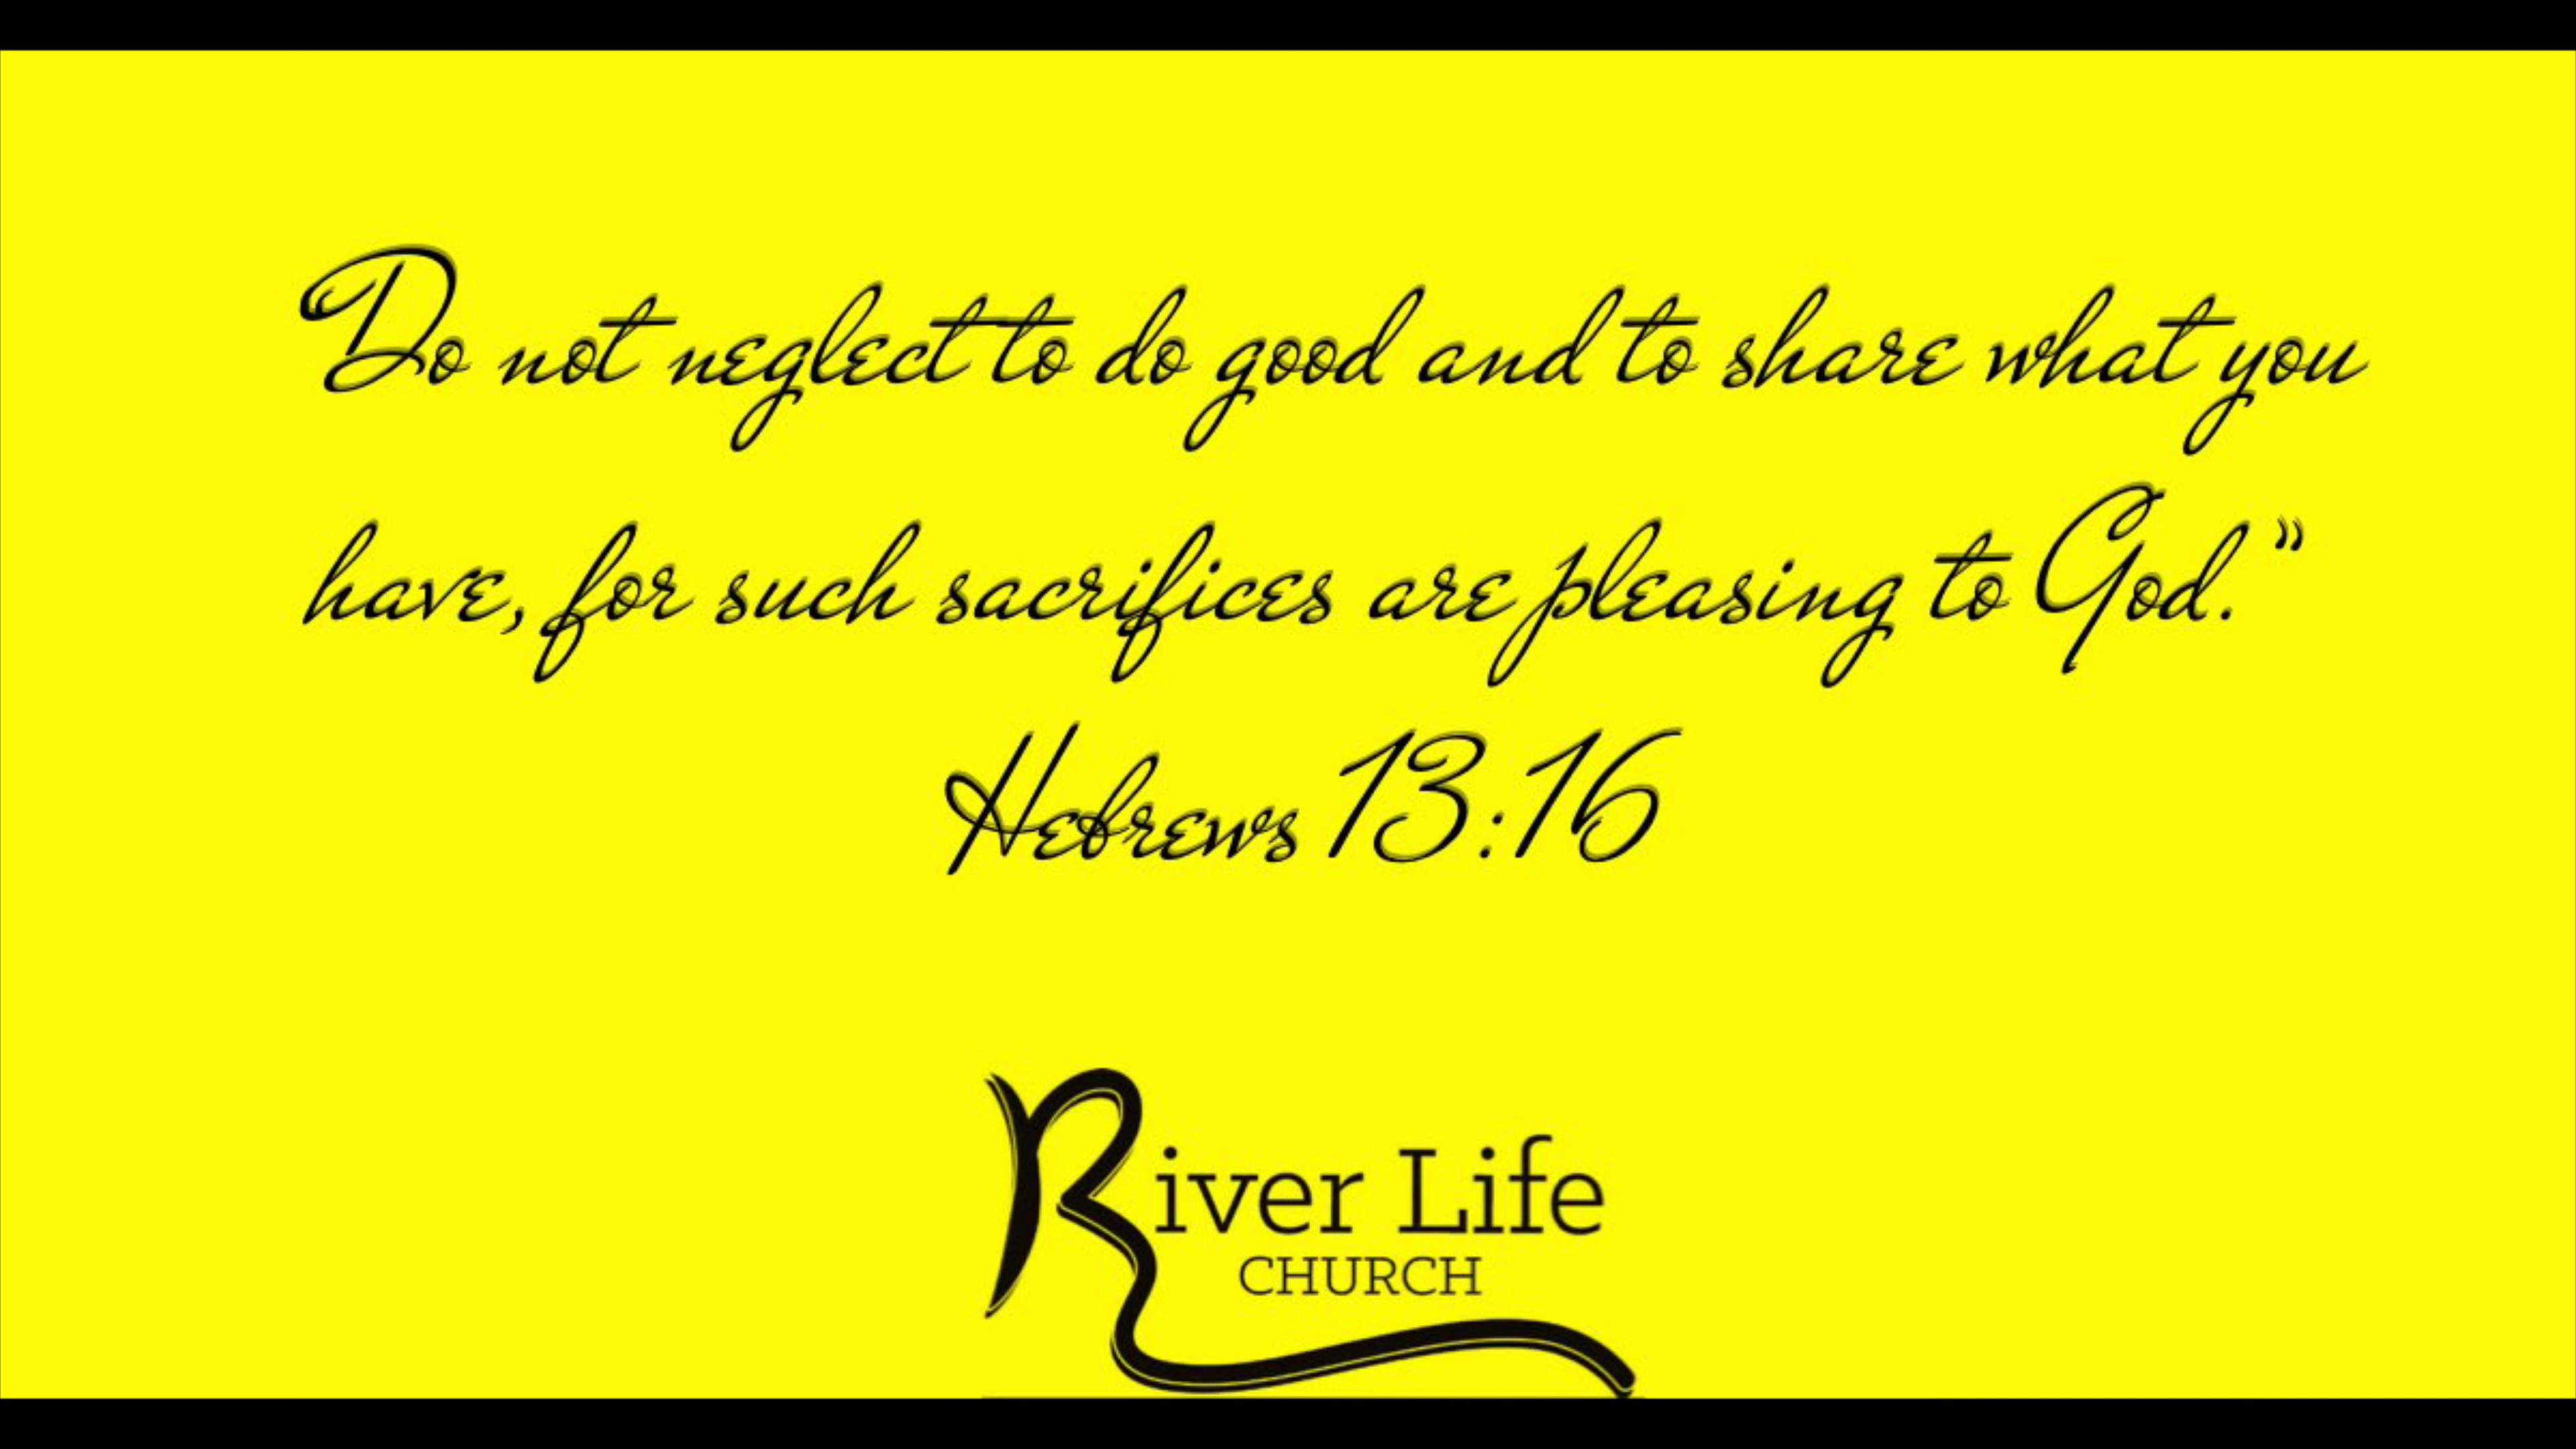 Do not neglect to do good and to share what you
have, for such sacrifices are pleasing to God.”
Hebrews 13:16
River Life
CHURCH